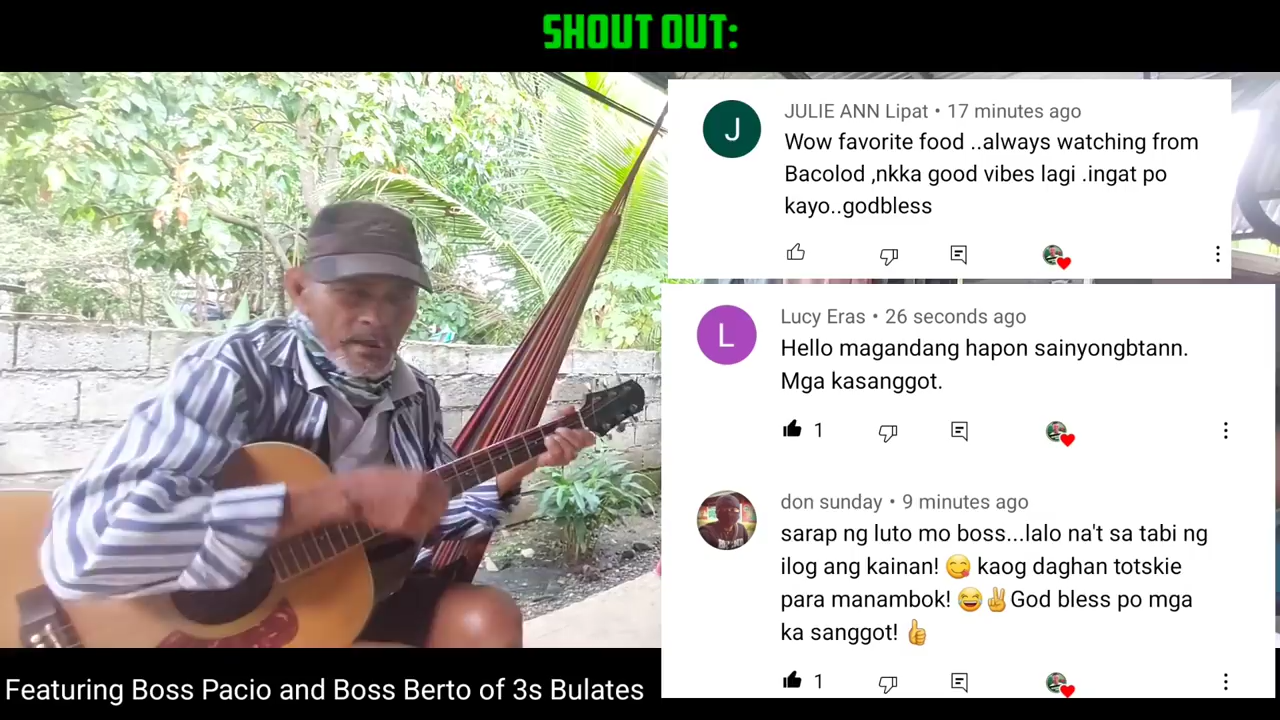 SHOUT OUT:
J
JULIE ANN Lipat • 17 minutes ago
Wow favorite food ..always watching from
Bacolod ,nkka good vibes lagi .ingat po
kayo..godbless
L
Lucy Eras • 26 seconds ago
Hello magandang hapon sainyongbtann.
Mga kasanggot.
1
don sunday • 9 minutes ago
sarap ng luto mo boss...lalo na't sa tabi ng
ilog ang kainan! 😋 kaog daghan totskie
para manambok! 😂✌God bless po mga
ka sanggot! 👍
1
Featuring Boss Pacio and Boss Berto of 3s Bulates